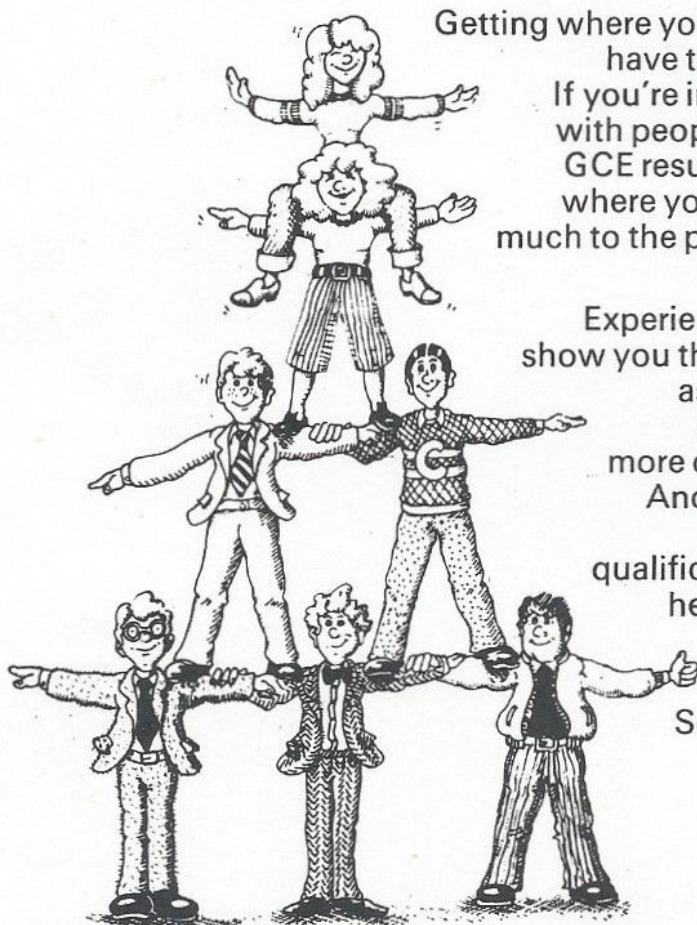 Getting where yo
have t
If you're i
with peop
GCE resu
where yo
much to the p
Experie
show you th
a
more
And
qualific
he
S
G